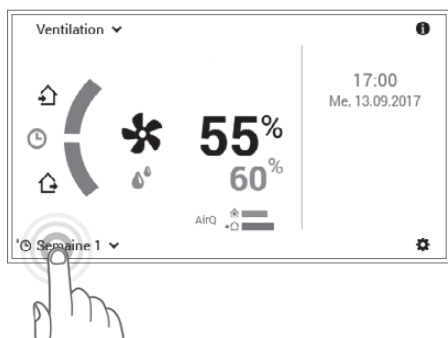 Ventilation
17:00
Me, 13.09.2017
55%
60%
AirQ
Semaine 1